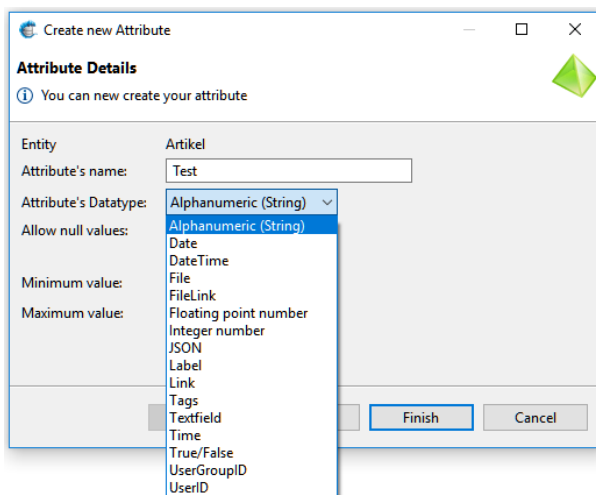 Create new Attribute
Attribute Details
You can new create your attribute
Entity Artikel
Attribute's name: Test
Attribute's Datatype: Alphanumeric (String)
Allow null values:
Minimum value:
Maximum value:
Alphanumeric (String)
Date
DateTime
File
FileLink
Floating point number
Integer number
JSON
Label
Link
Tags
Textfield
Time
True/False
UserGroupID
UserID
Finish
Cancel